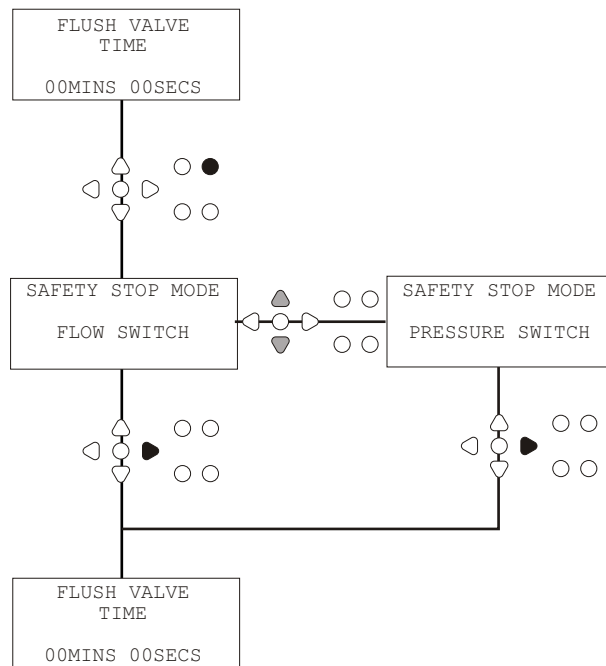 FLUSH VALVE
TIME
00MINS 00SECS
SAFETY STOP MODE
FLOW SWITCH
SAFETY STOP MODE
PRESSURE SWITCH
FLUSH VALVE
TIME
00MINS 00SECS